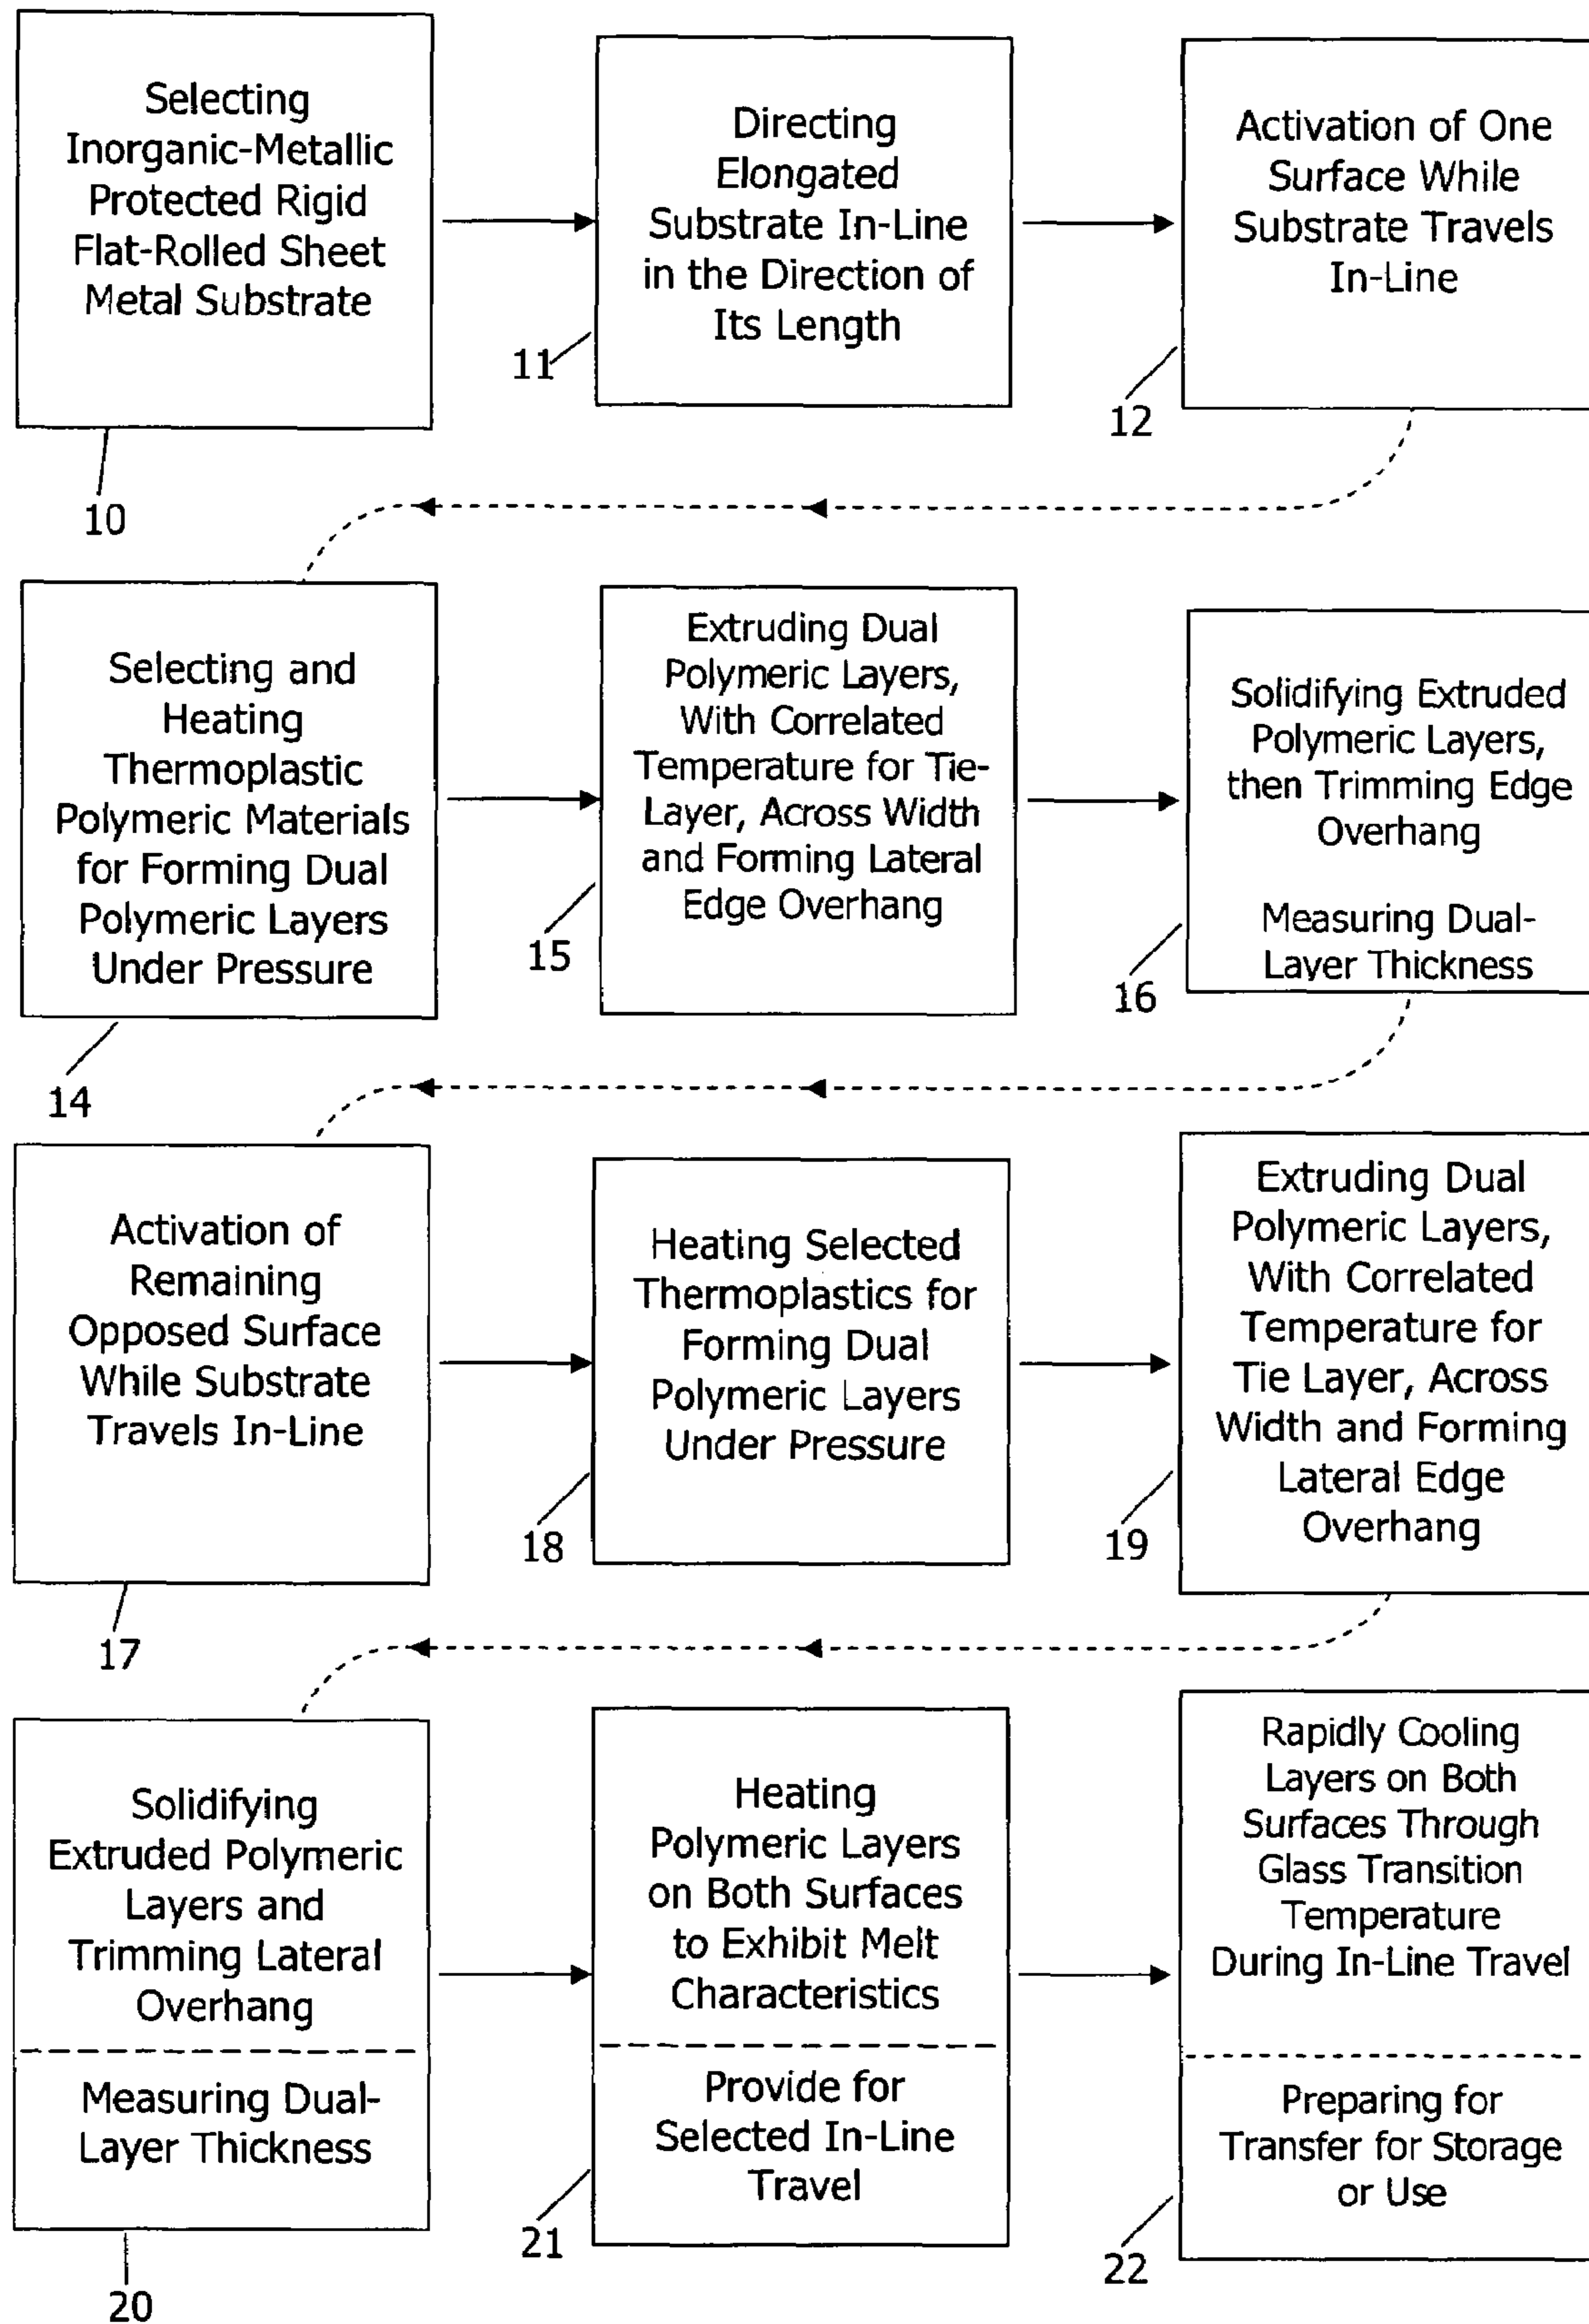 Selecting
Inorganic-Metallic
Protected Rigid
Flat-Rolled Sheet
Metal Substrate
10
Directing
Elongated
Substrate In-Line
in the Direction of
Its Length
11
Activation of One
Surface While
Substrate Travels
In-Line
12
Selecting and
Heating
Thermoplastic
Polymeric Materials
for Forming Dual
Polymeric Layers
Under Pressure
14
Extruding Dual
Polymeric Layers,
With Correlated
Temperature for Tie-
Layer, Across Width
and Forming Lateral
Edge Overhang
15
Solidifying Extruded
Polymeric Layers,
then Trimming Edge
Overhang
Measuring Dual-
Layer Thickness
16
Activation of
Remaining
Opposed Surface
While Substrate
Travels In-Line
17
Heating Selected
Thermoplastics for
Forming Dual
Polymeric Layers
Under Pressure
18
Extruding Dual
Polymeric Layers,
With Correlated
Temperature for
Tie Layer, Across
Width and Forming
Lateral Edge
Overhang
19
Solidifying
Extruded Polymeric
Layers and
Trimming Lateral
Overhang
Measuring Dual-
Layer Thickness
20
Heating
Polymeric Layers
on Both Surfaces
to Exhibit Melt
Characteristics
Provide for
Selected In-Line
Travel
21
Rapidly Cooling
Layers on Both
Surfaces Through
Glass Transition
Temperature
During In-Line Travel
Preparing for
Transfer for Storage
or Use
22